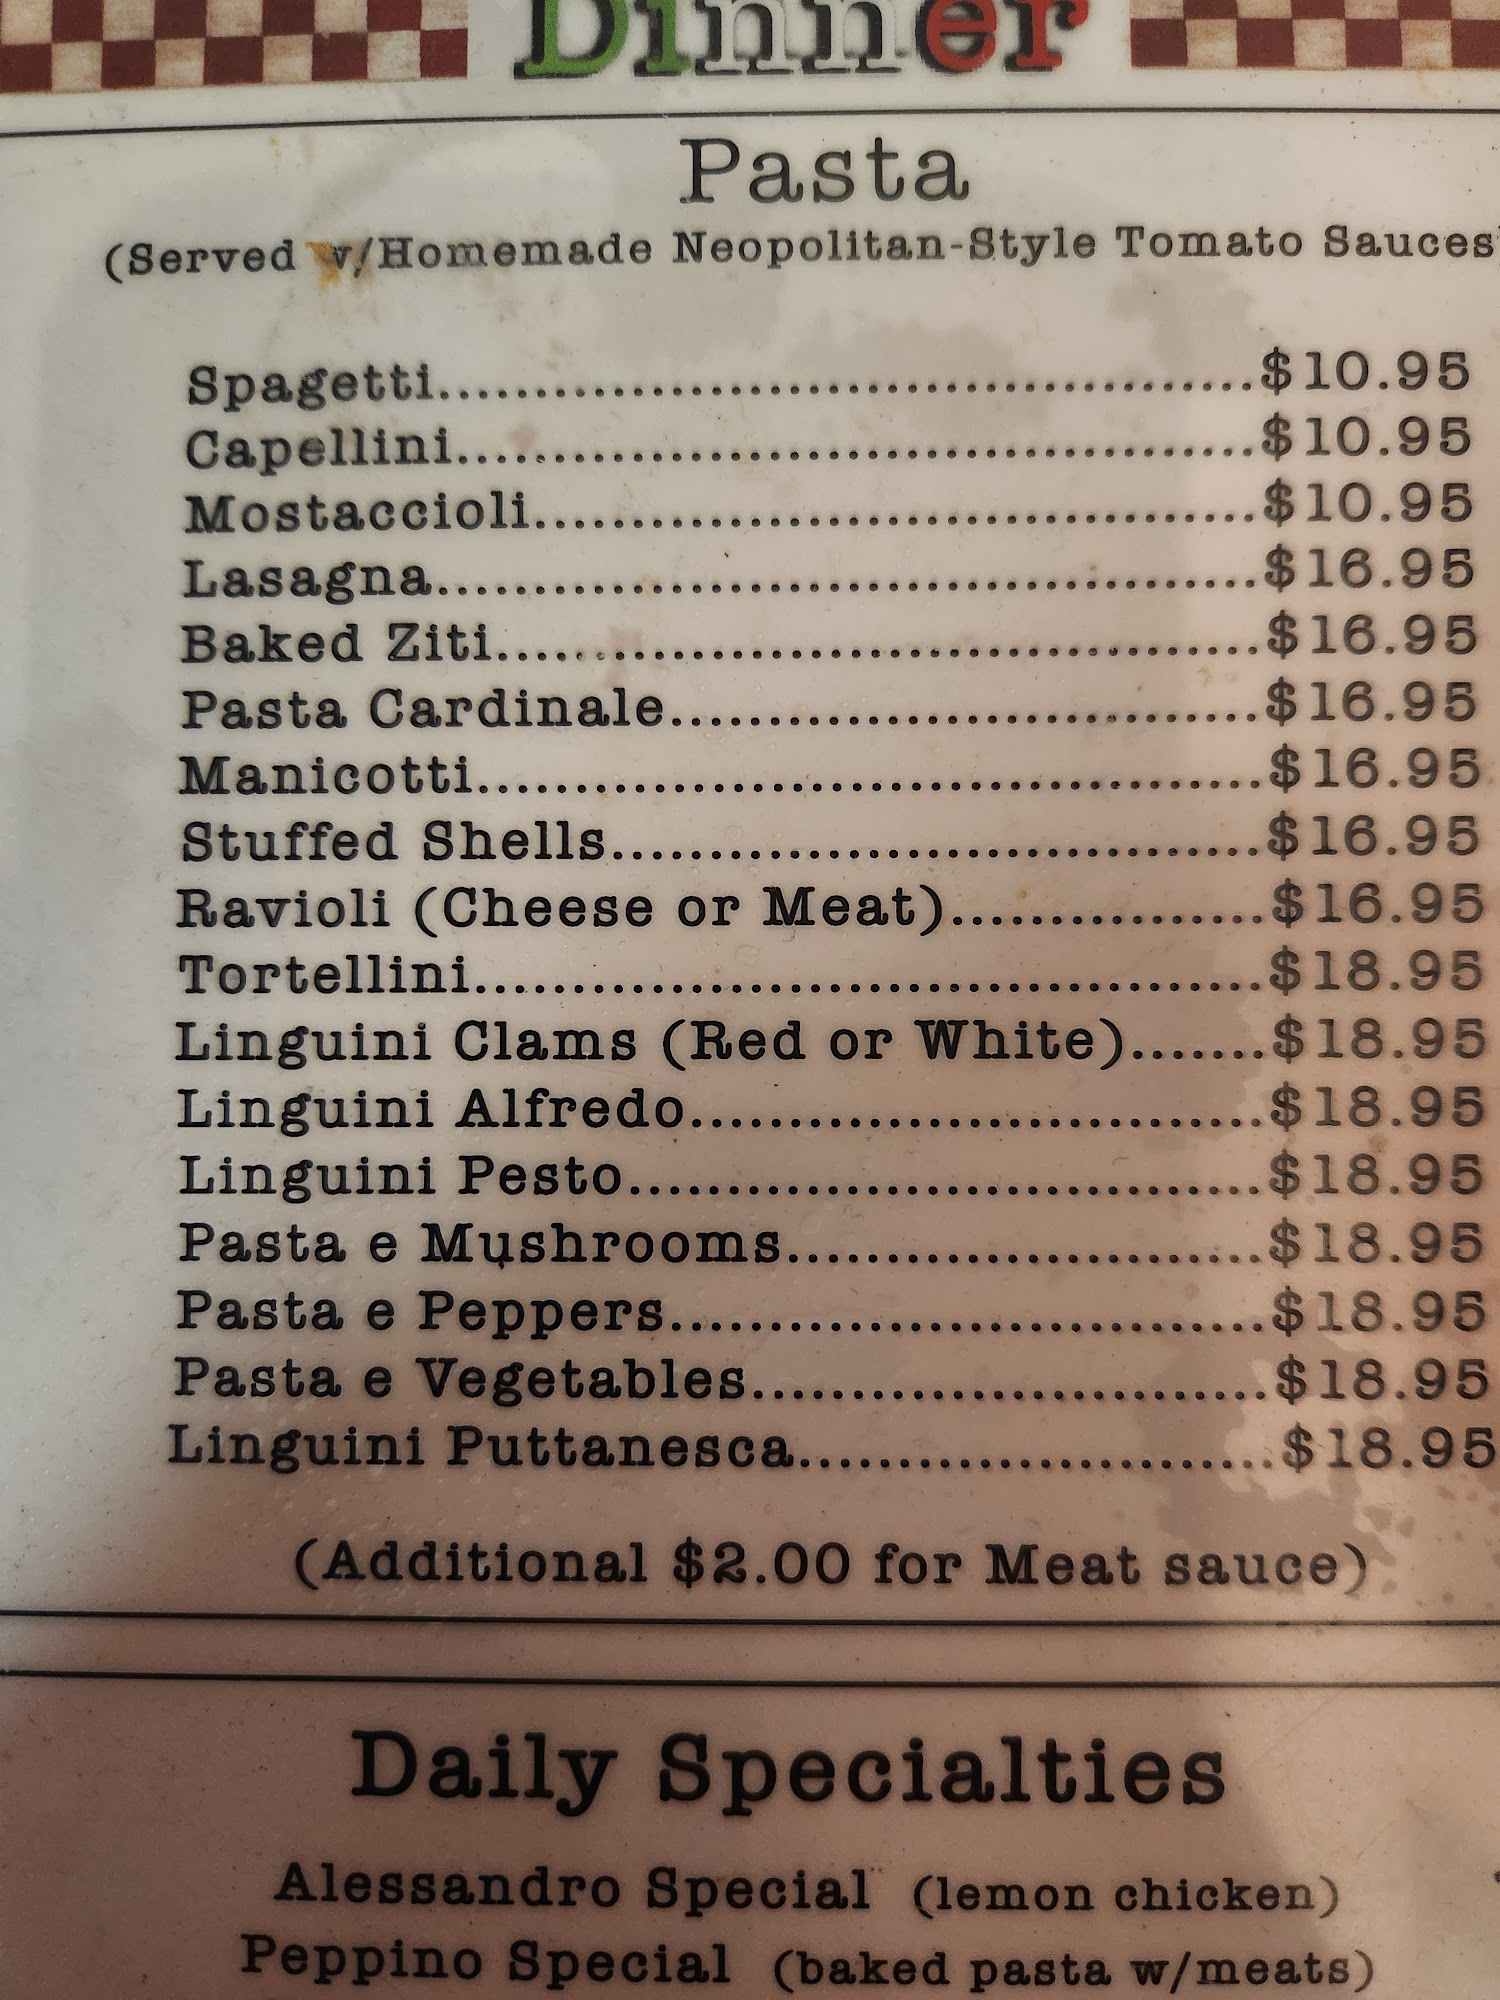 Dinner
Pasta
(Served w/Homemade Neopolitan-Style Tomato Sauces)
Spagetti........................................$10.95
Capellini.......................................$10.95
Mostaccioli....................................$10.95
Lasagna.........................................$16.95
Baked Ziti......................................$16.95
Pasta Cardinale..............................$16.95
Manicotti.......................................$16.95
Stuffed Shells.................................$16.95
Ravioli (Cheese or Meat)................$16.95
Tortellini.......................................$18.95
Linguini Clams (Red or White).......$18.95
Linguini Alfredo.............................$18.95
Linguini Pesto................................$18.95
Pasta e Mushrooms........................$18.95
Pasta e Peppers..............................$18.95
Pasta e Vegetables..........................$18.95
Linguini Puttanesca........................$18.95
(Additional $2.00 for Meat sauce)
Daily Specialties
Alessandro Special (lemon chicken)
Peppino Special (baked pasta w/meats)